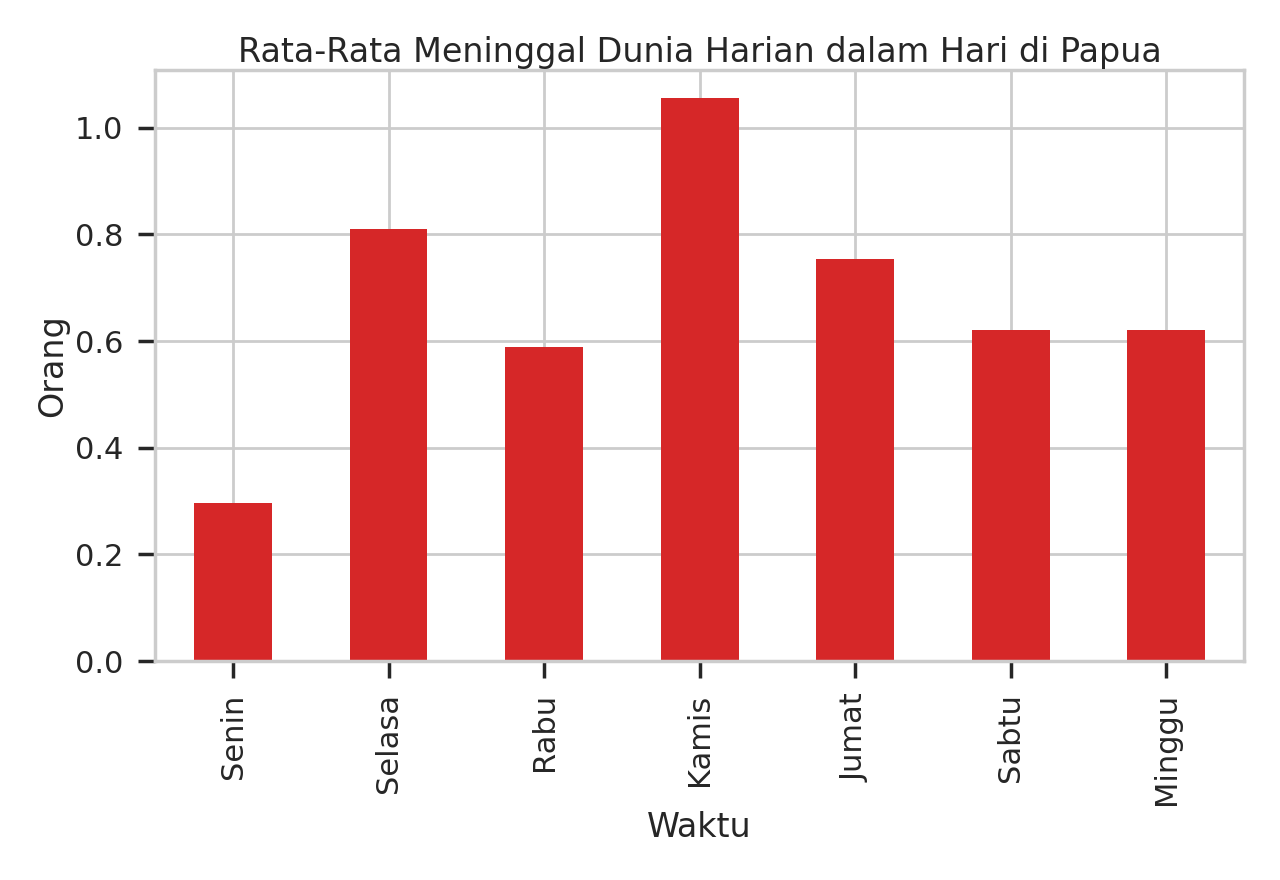 Rata-Rata Meninggal Dunia Harian dalam Hari di Papua
Orang
1.0
0.8
0.6
0.4
0.2
0.0
Senin
Selasa
Rabu
Kamis
Jumat
Sabtu
Minggu
Waktu